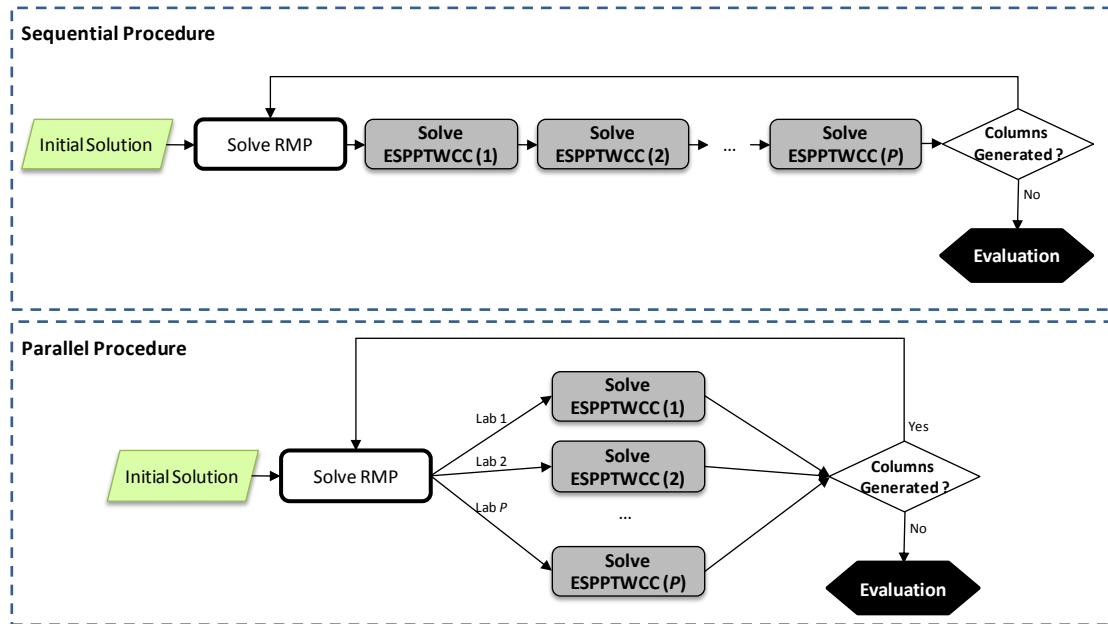 Sequential Procedure
Initial Solution
Solve RMP
Solve
ESPPTWCC (1)
Solve
ESPPTWCC (2)
...
Solve
ESPPTWCC (P)
Columns
Generated ?
No
Evaluation
Parallel Procedure
Initial Solution
Solve RMP
Lab 1
Lab 2
Lab P
Solve
ESPPTWCC (1)
Solve
ESPPTWCC (2)
...
Solve
ESPPTWCC (P)
Yes
Columns
Generated ?
No
Evaluation